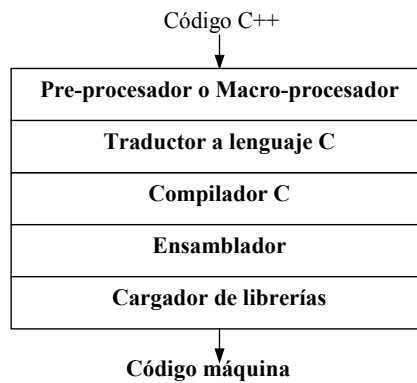 Código C++
Pre-procesador o Macro-procesador
Traductor a lenguaje C
Compilador C
Ensamblador
Cargador de librerías
Código máquina